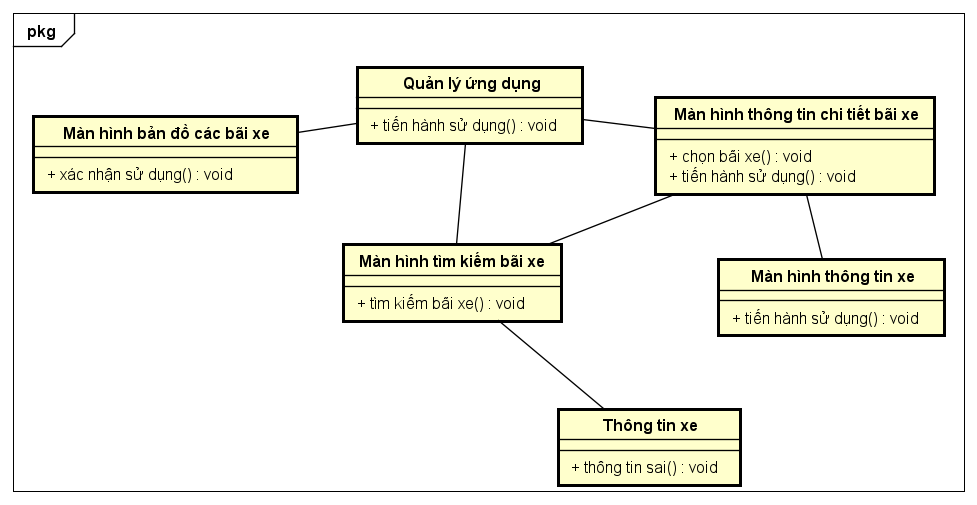 pkg
Quản lý ứng dụng
+ tiến hành sử dụng() : void
Màn hình bản đồ các bãi xe
+ xác nhận sử dụng() : void
Màn hình thông tin chi tiết bãi xe
+ chọn bãi xe() : void
+ tiến hành sử dụng() : void
Màn hình tìm kiếm bãi xe
+ tìm kiếm bãi xe() : void
Màn hình thông tin xe
+ tiến hành sử dụng() : void
Thông tin xe
+ thông tin sai() : void